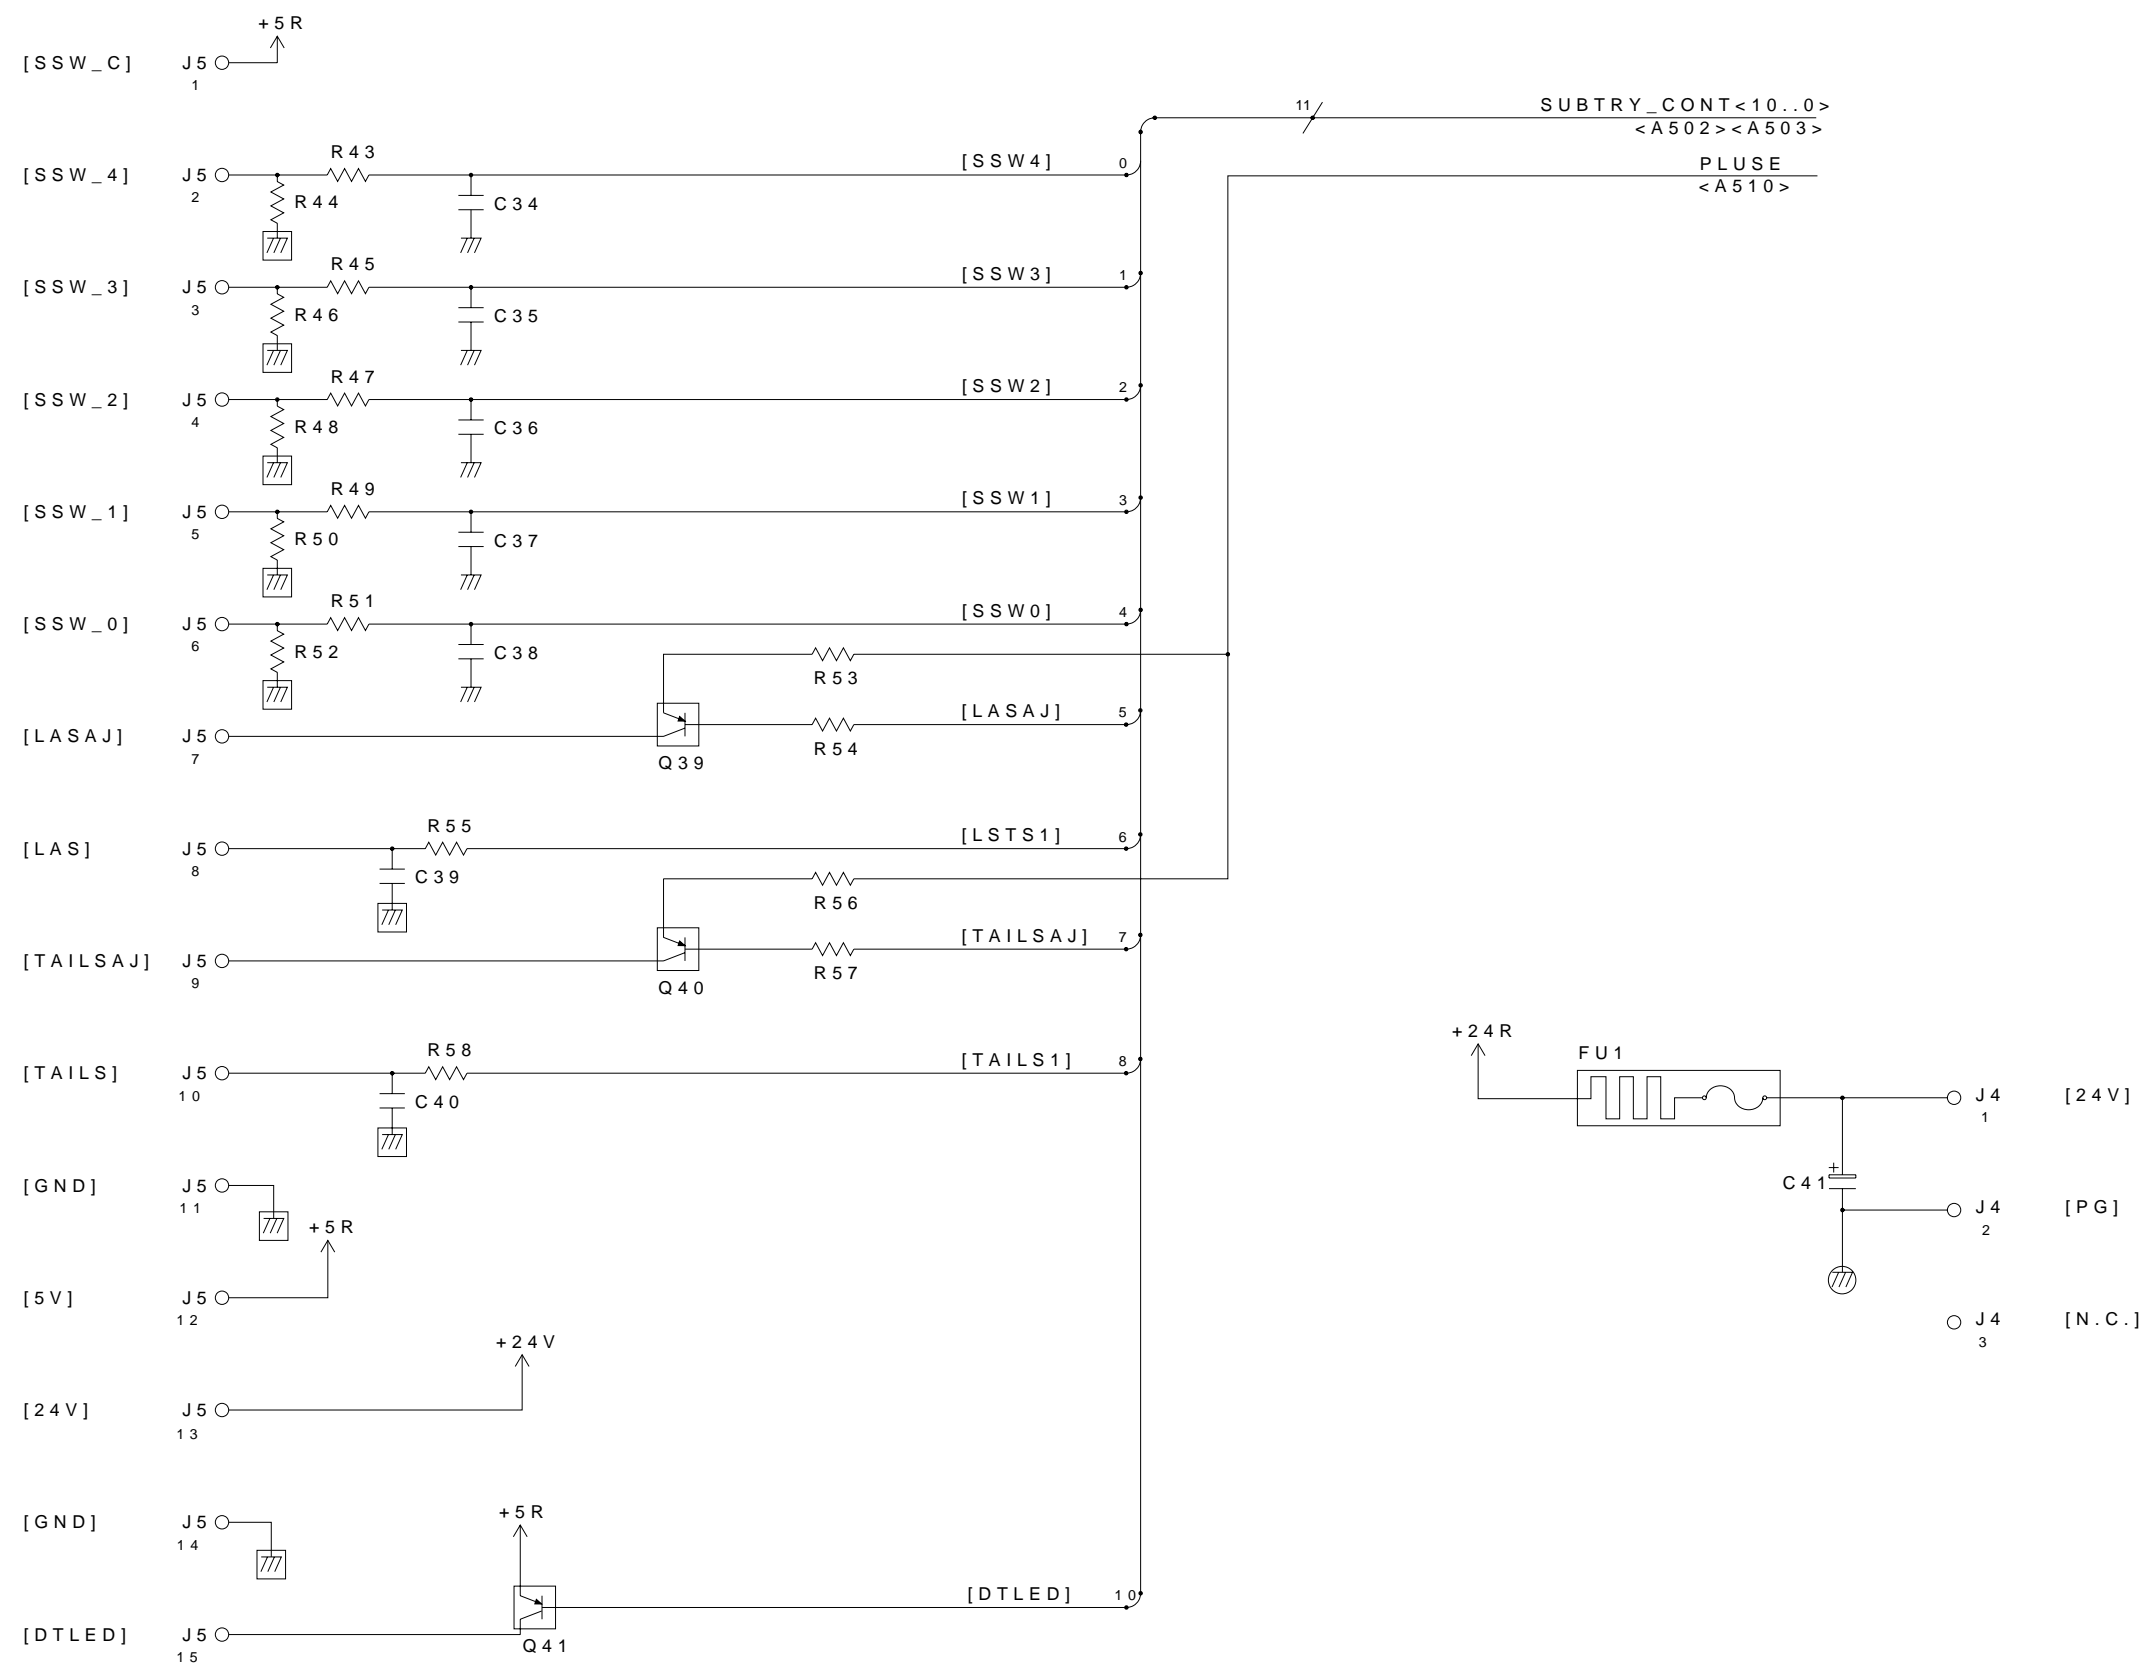 +5R
[SSW_C] J5
1
11 SUBTRY_CONT<10..0>
<A502><A503>
R43 [SSW4] 0 PLUSE
[SSW_4] J5
2 R44 C34 <A510>
R45 [SSW3] 1
[SSW_3] J5
3 R46 C35
R47 [SSW2] 2
[SSW_2] J5
4 R48 C36
R49 [SSW1] 3
[SSW_1] J5
5 R50 C37
R51 [SSW0] 4
[SSW_0] J5
6 R52 C38
R53
[LASAJ] 5
[LASAJ] J5
7 Q39 R54
R55 [LSTS1] 6
[LAS] J5
8 C39
R56
[TAILSAJ] 7
[TAILSAJ] J5
9 Q40 R57
+24R
R58 [TAILS1] 8 FU1
[TAILS] J5
10 C40 J4 [24V]
1
[GND] J5 C41 +
11
+5R J4 [PG]
2
[5V] J5
12 J4 [N.C.]
3
+24V
[24V] J5
13
+5R
[GND] J5
14
[DTLED] 10
[DTLED] J5 Q41
15